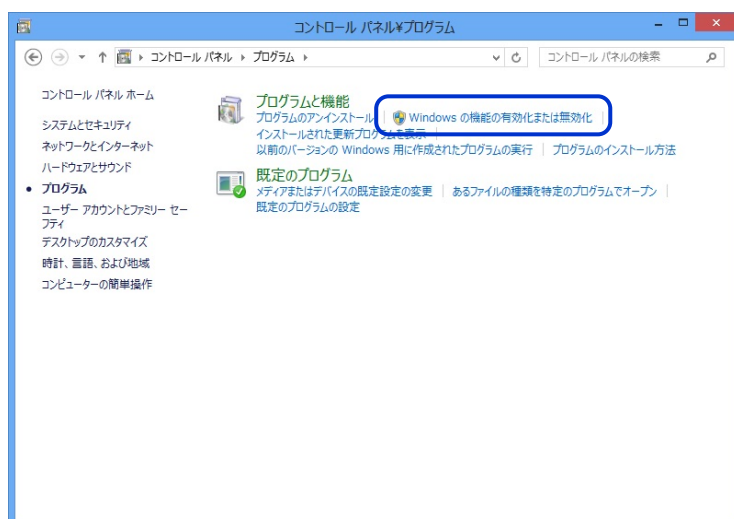 コントロール パネル¥プログラム
コントロール パネル プログラム
コントロール パネルの検索
コントロール パネル ホーム
システムとセキュリティ
ネットワークとインターネット
ハードウェアとサウンド
プログラム
ユーザー アカウントとファミリー セー
フティ
デスクトップのカスタマイズ
時計、言語、および地域
コンピューターの簡単操作
プログラムと機能
プログラムのアンインストール Windows の機能の有効化または無効化
インストールされた更新プログラムを表示
以前のバージョンの Windows 用に作成されたプログラムの実行 プログラムのインストール方法
既定のプログラム
メディアまたはデバイスの既定設定の変更 あるファイルの種類を特定のプログラムでオープン
既定のプログラムの設定